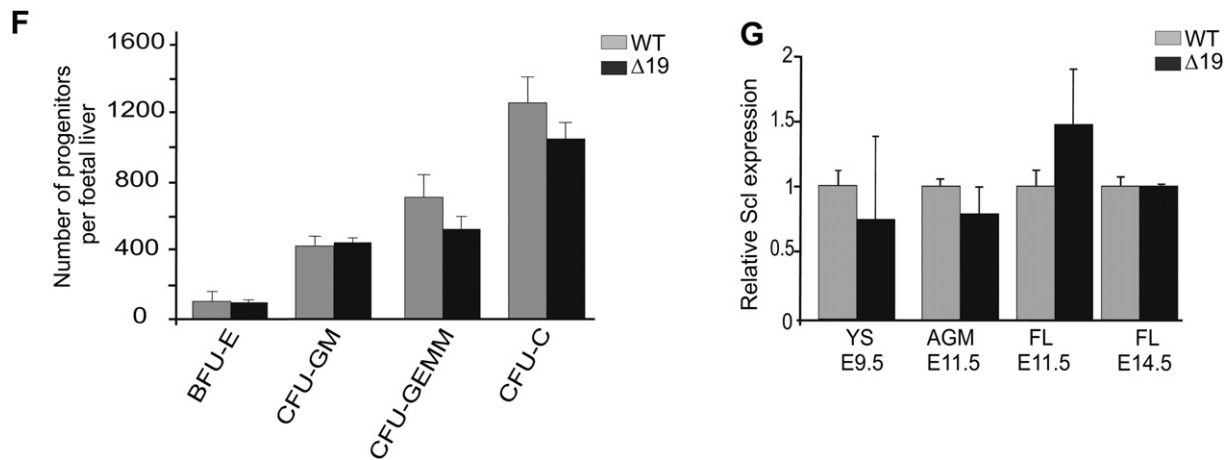 F
Number of progenitors
per foetal liver
1600
1200
800
400
0
WT
Δ19
BFU-E
CFU-GM
CFU-GEMM
CFU-C
G
Relative Scl expression
2
1.5
1
0.5
0
WT
Δ19
YS
E9.5
AGM
E11.5
FL
E11.5
FL
E14.5